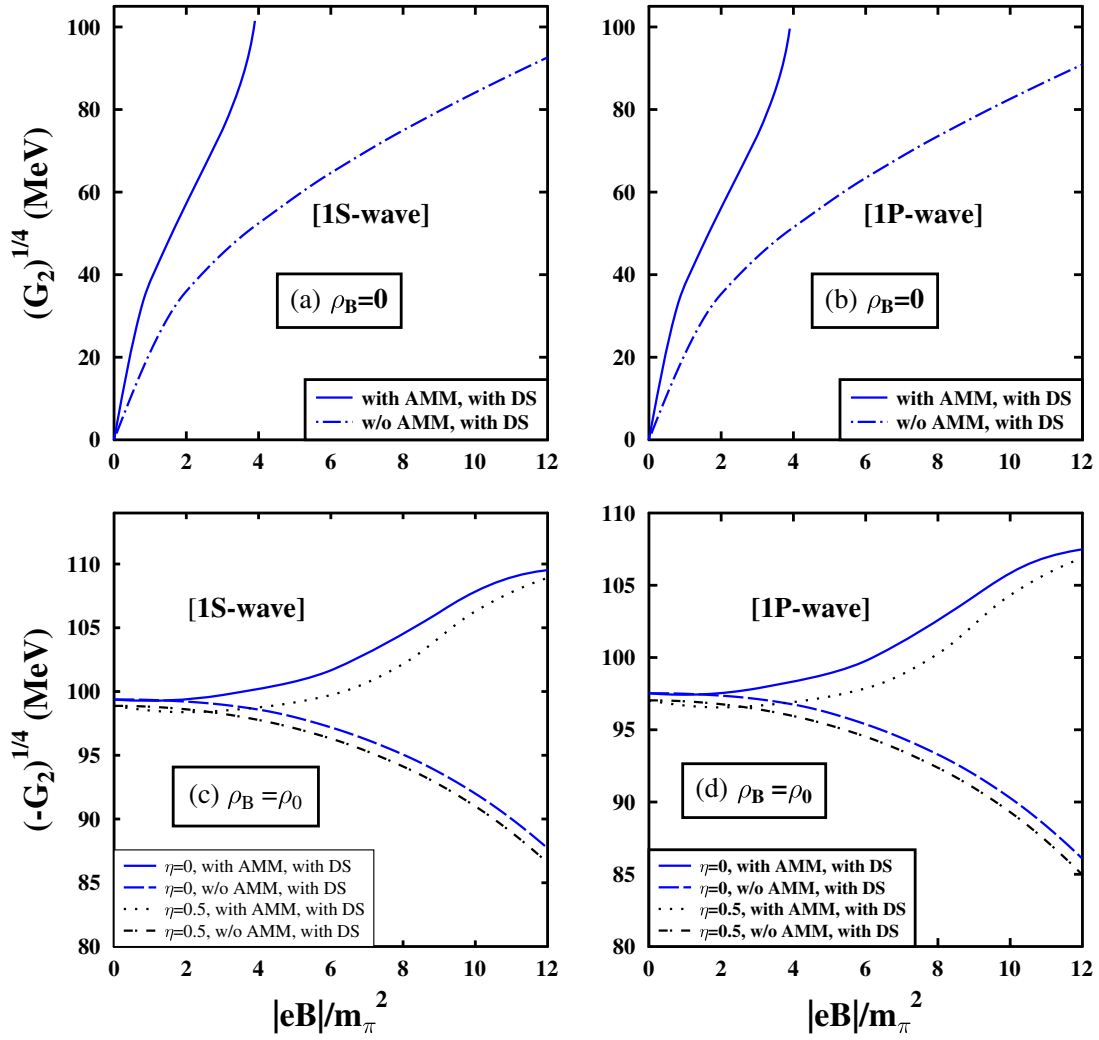 100
80
60
40
20
0
(G₂)^1/4 (MeV)
[1S-wave]
(a) ρB=0
with AMM, with DS
w/o AMM, with DS
0 2 4 6 8 10 12
100
80
60
40
20
0
[1P-wave]
(b) ρB=0
with AMM, with DS
w/o AMM, with DS
0 2 4 6 8 10 12
110
105
100
95
90
85
80
(-G₂)^1/4 (MeV)
[1S-wave]
(c) ρB =ρ0
η=0, with AMM, with DS
η=0, w/o AMM, with DS
η=0.5, with AMM, with DS
η=0.5, w/o AMM, with DS
0 2 4 6 8 10 12
|eB|/mπ²
110
105
100
95
90
85
80
[1P-wave]
(d) ρB =ρ0
η=0, with AMM, with DS
η=0, w/o AMM, with DS
η=0.5, with AMM, with DS
η=0.5, w/o AMM, with DS
0 2 4 6 8 10 12
|eB|/mπ²